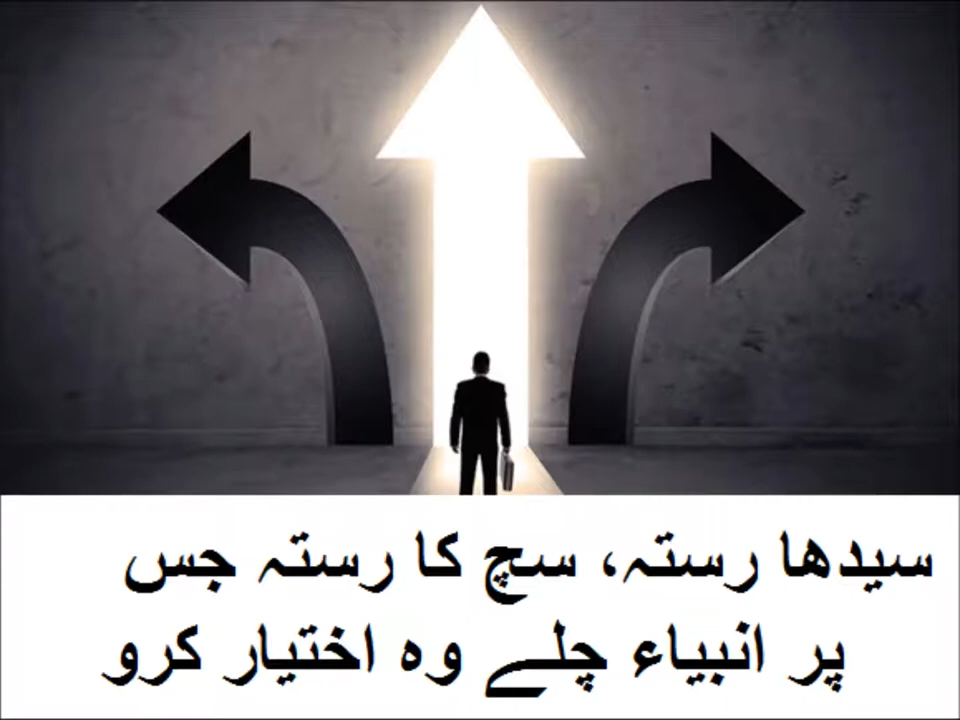 سیدھا رستہ، سچ کا رستہ جس
پر انبیاء چلے وہ اختیار کرو